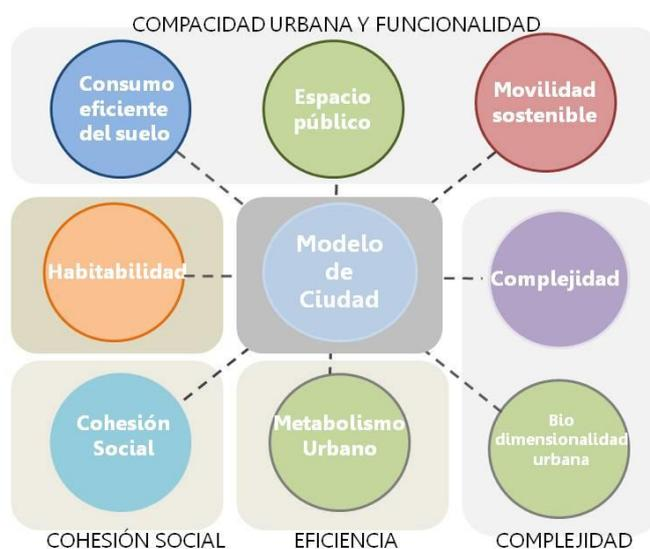 COMPACIDAD URBANA Y FUNCIONALIDAD
Consumo
eficiente
del suelo
Espacio
público
Movilidad
sostenible
Habitabilidad
Modelo
de
Ciudad
Complejidad
Cohesión
Social
Metabolismo
Urbano
Bio
dimensionalidad
urbana
COHESIÓN SOCIAL
EFICIENCIA
COMPLEJIDAD